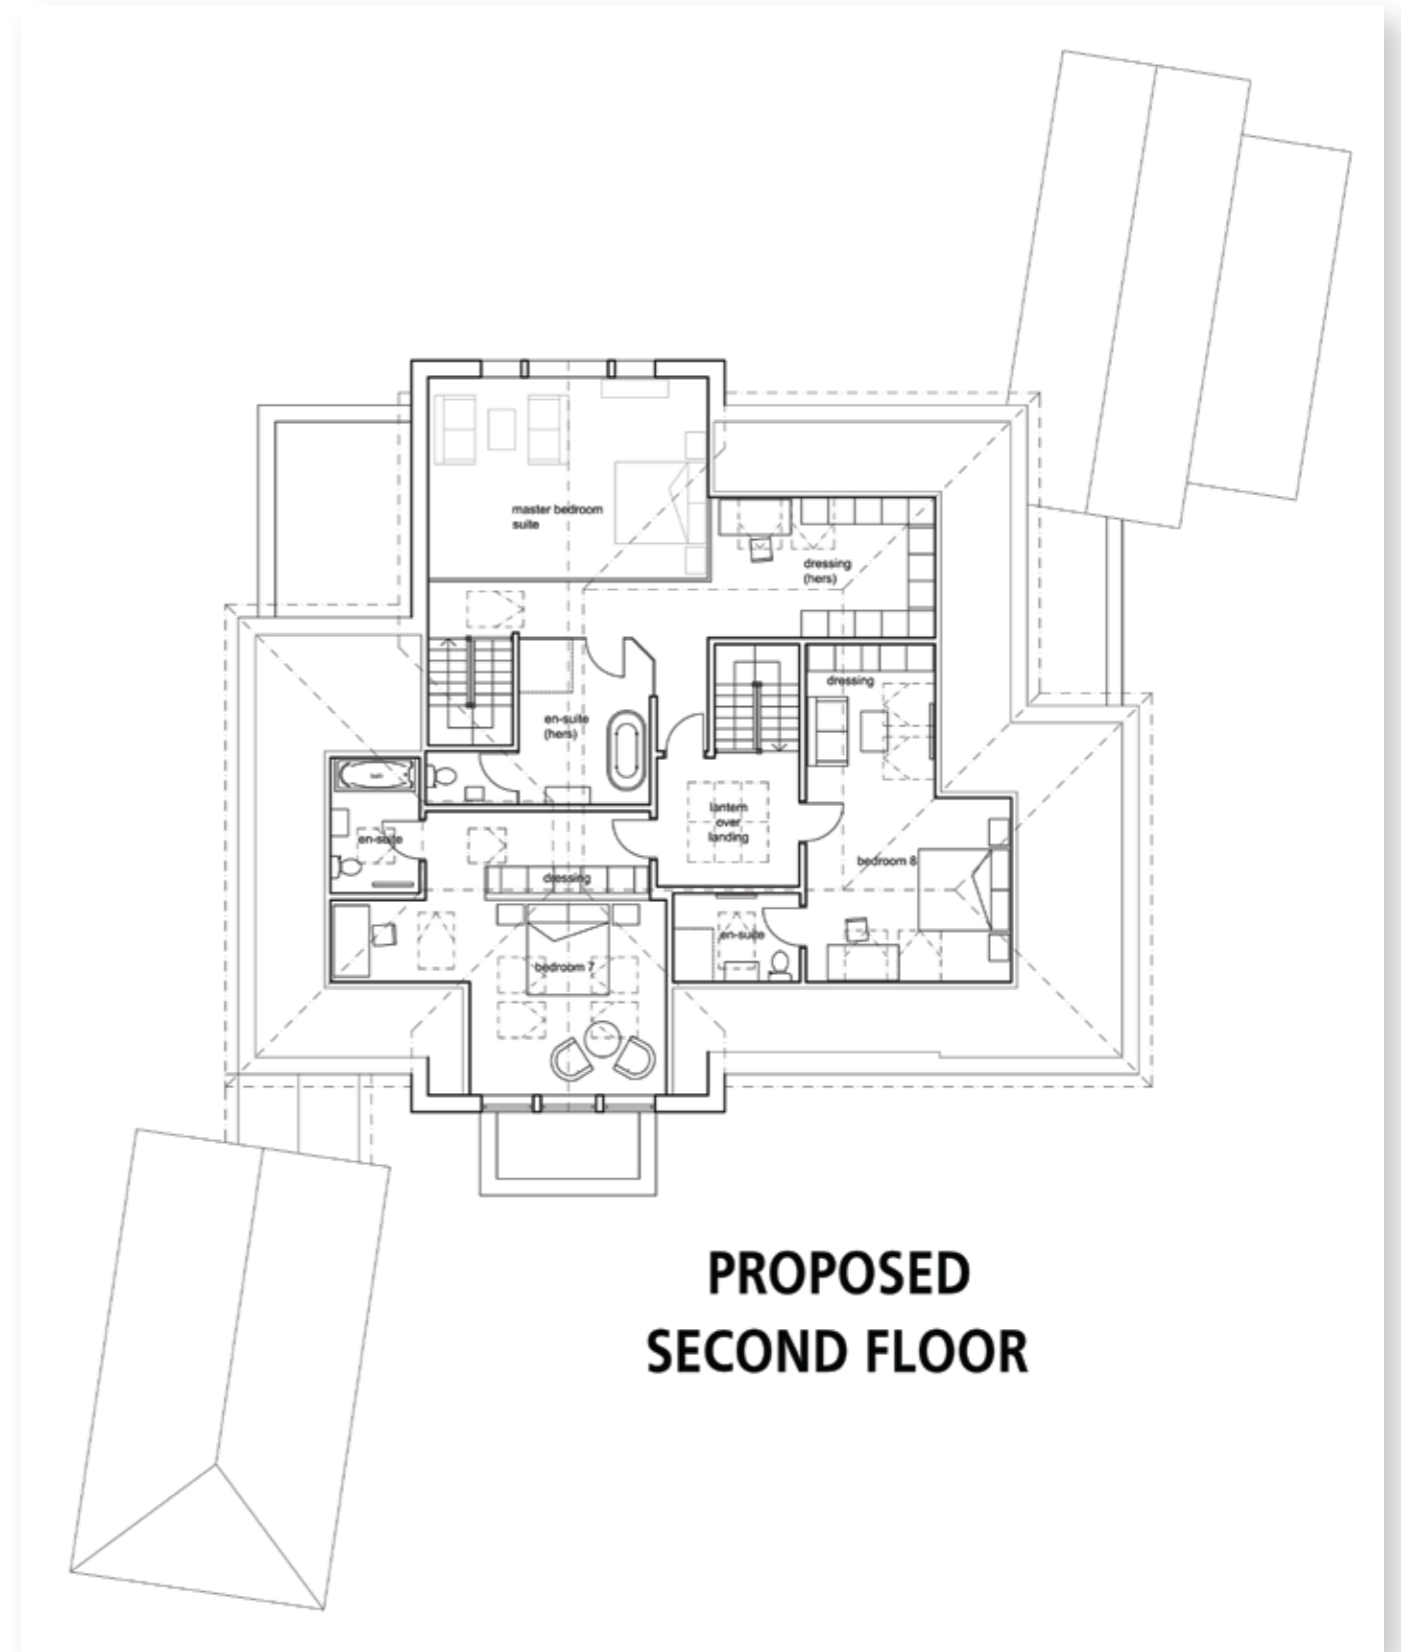 master bedroom
suite
dressing
(hers)
dressing
en-suite
(hers)
bath
lantern
over
landing
en-suite
bedroom 8
dressing
en-suite
bedroom 7
PROPOSED
SECOND FLOOR